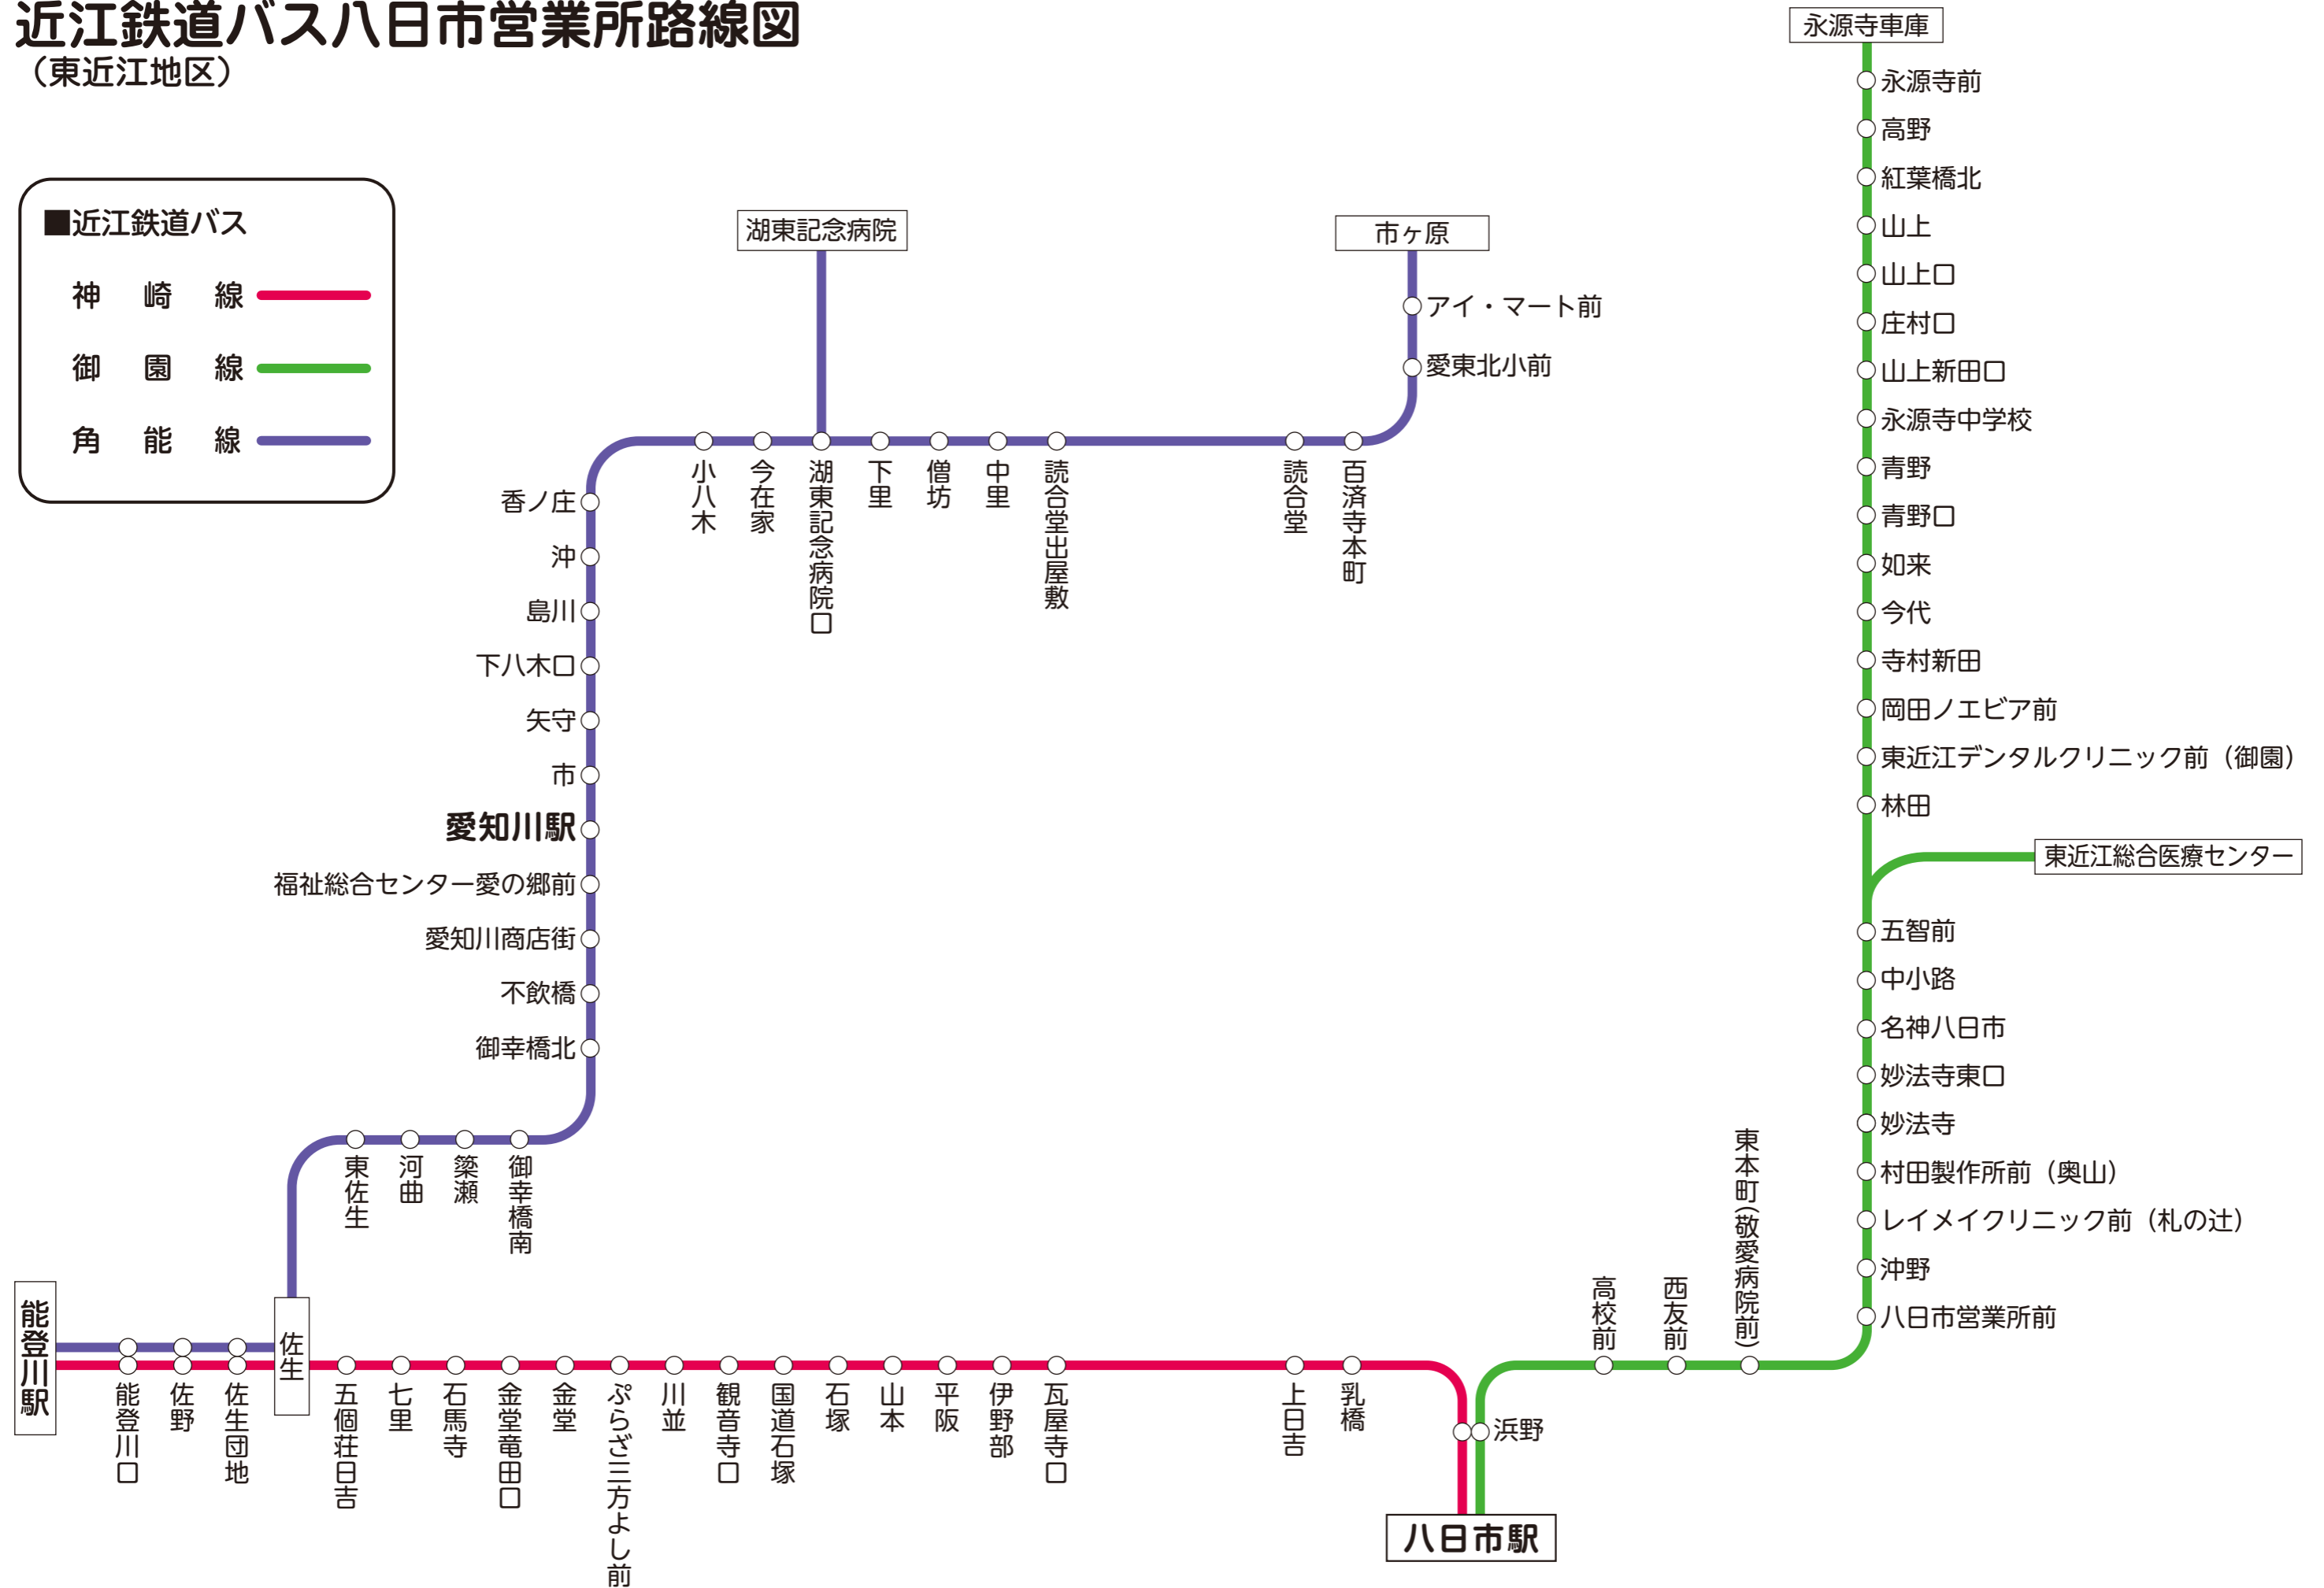 近江鉄道バス八日市営業所路線図
（東近江地区）
■近江鉄道バス
神崎線
御園線
角能線
湖東記念病院
市ヶ原
アイ・マート前
愛東北小前
小八木
今在家
湖東記念病院口
下里
僧坊
中里
読合堂出屋敷
読合堂
百済寺本町
香ノ庄
沖
島川
下八木口
矢守
市
愛知川駅
福祉総合センター愛の郷前
愛知川商店街
不飲橋
御幸橋北
東佐生
河曲
簗瀬
御幸橋南
能登川駅
能登川口
佐野
佐生団地
佐生
五個荘日吉
七里
石馬寺
金堂竜田口
金堂
ぷらざ三方よし前
川並
観音寺口
国道石塚
石塚
山本
平阪
伊野部
瓦屋寺口
上日吉
乳橋
浜野
八日市駅
高校前
西友前
東本町(敬愛病院前)
永源寺車庫
永源寺前
高野
紅葉橋北
山上
山上口
庄村口
山上新田口
永源寺中学校
青野
青野口
如来
今代
寺村新田
岡田ノエビア前
東近江デンタルクリニック前（御園）
林田
東近江総合医療センター
五智前
中小路
名神八日市
妙法寺東口
妙法寺
村田製作所前（奥山）
レイメイクリニック前（札の辻）
沖野
八日市営業所前